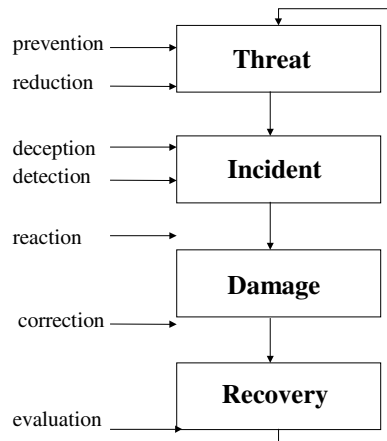 prevention
Threat
reduction
deception
Incident
detection
reaction
Damage
correction
Recovery
evaluation